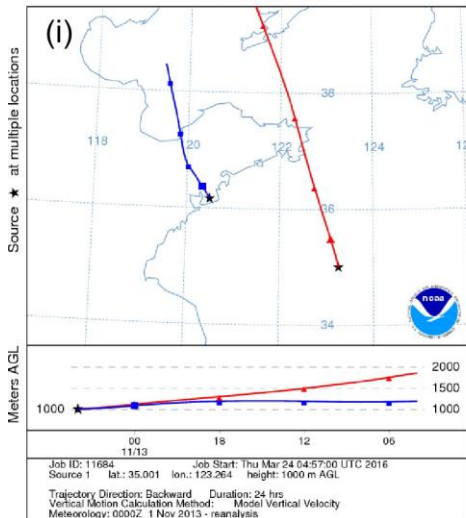 (i)
38
118
120
122
124
36
34
Source ★ at multiple locations
noaa
Meters AGL
2000
1500
1000
1000
00
18
12
06
11/13
Job ID: 11684 Job Start: Thu Mar 24 04:57:00 UTC 2016
Source 1 lat.: 35.001 lon.: 123.264 height: 1000 m AGL
Trajectory Direction: Backward Duration: 24 hrs
Vertical Motion Calculation Method: Model Vertical Velocity
Meteorology: 0000Z 1 Nov 2013 - reanalysis